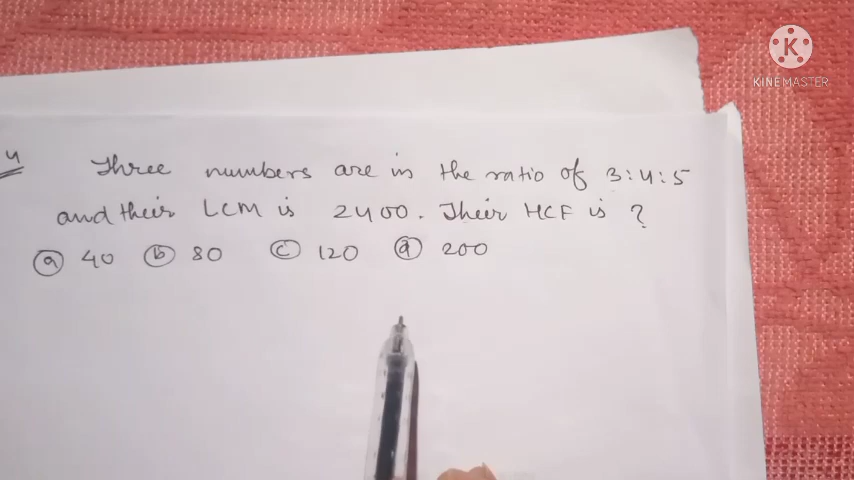 K
KINEMASTER
4 Three numbers are in the ratio of 3:4:5
and their LCM is 2400. Their HCF is ?
(a) 40 (b) 80 (c) 120 (d) 200